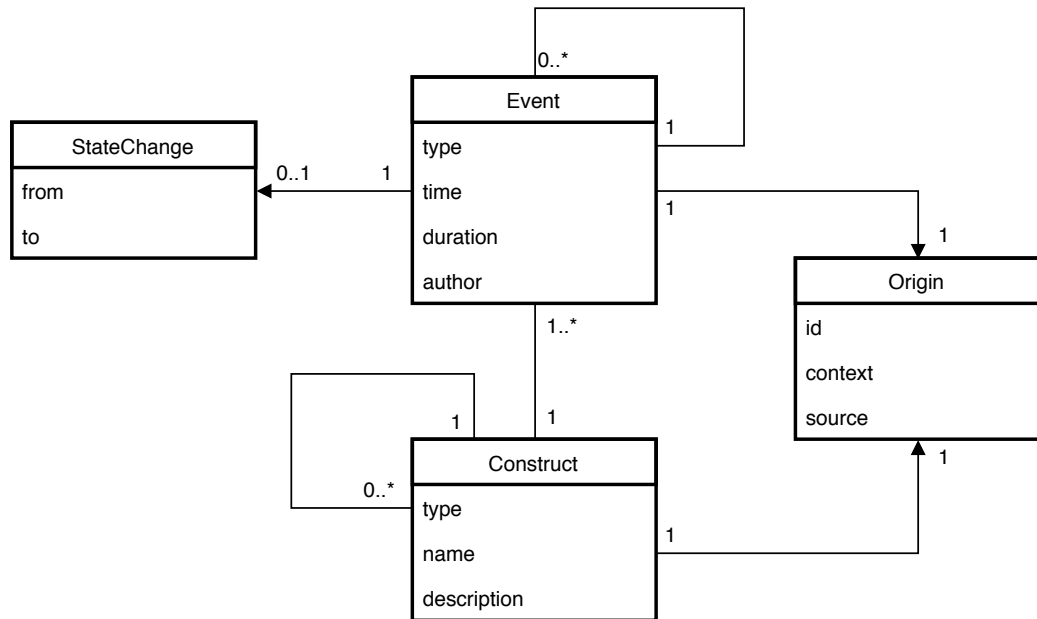 0..*
Event
type
1
time
1
duration
author
1..*
StateChange
from
to
0..1
1
1
Origin
id
context
source
1
1
1
0..*
Construct
type
name
1
description